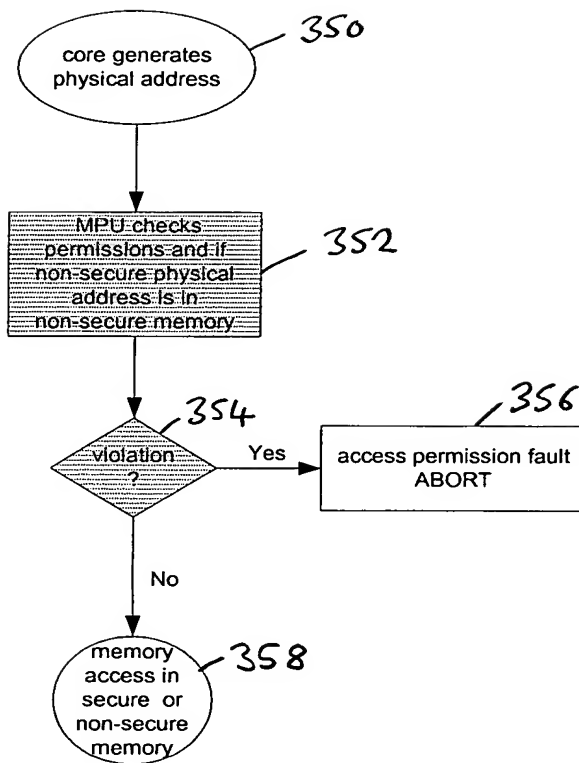 core generates
physical address
350
MPU checks
permissions and if
non-secure physical
address is in
non-secure memory
352
violation
?
354
Yes
access permission fault
ABORT
356
No
memory
access in
secure or
non-secure
memory
358